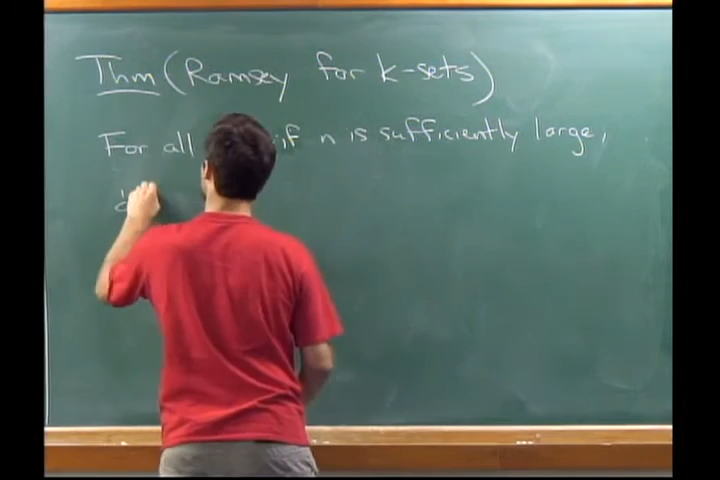 Thm (Ramsey for k-sets)
For all if n is sufficiently large,